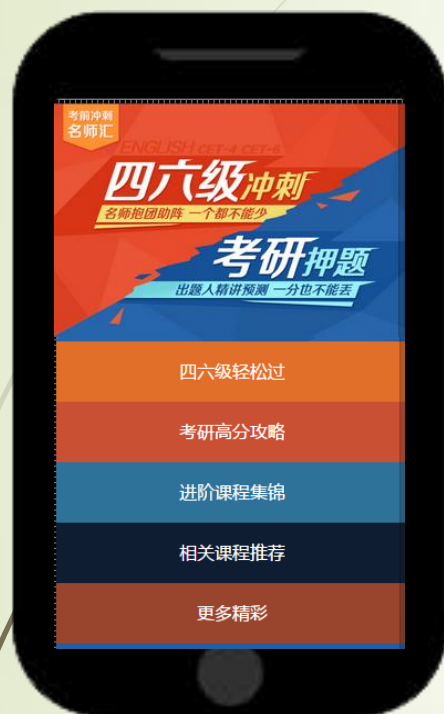 考前冲刺
名师汇
ENGLISH CET-4 CET-6
四六级冲刺
名师抱团助阵 一个都不能少
考研押题
出题人精讲预测 一分也不能丢
四六级轻松过
考研高分攻略
进阶课程集锦
相关课程推荐
更多精彩